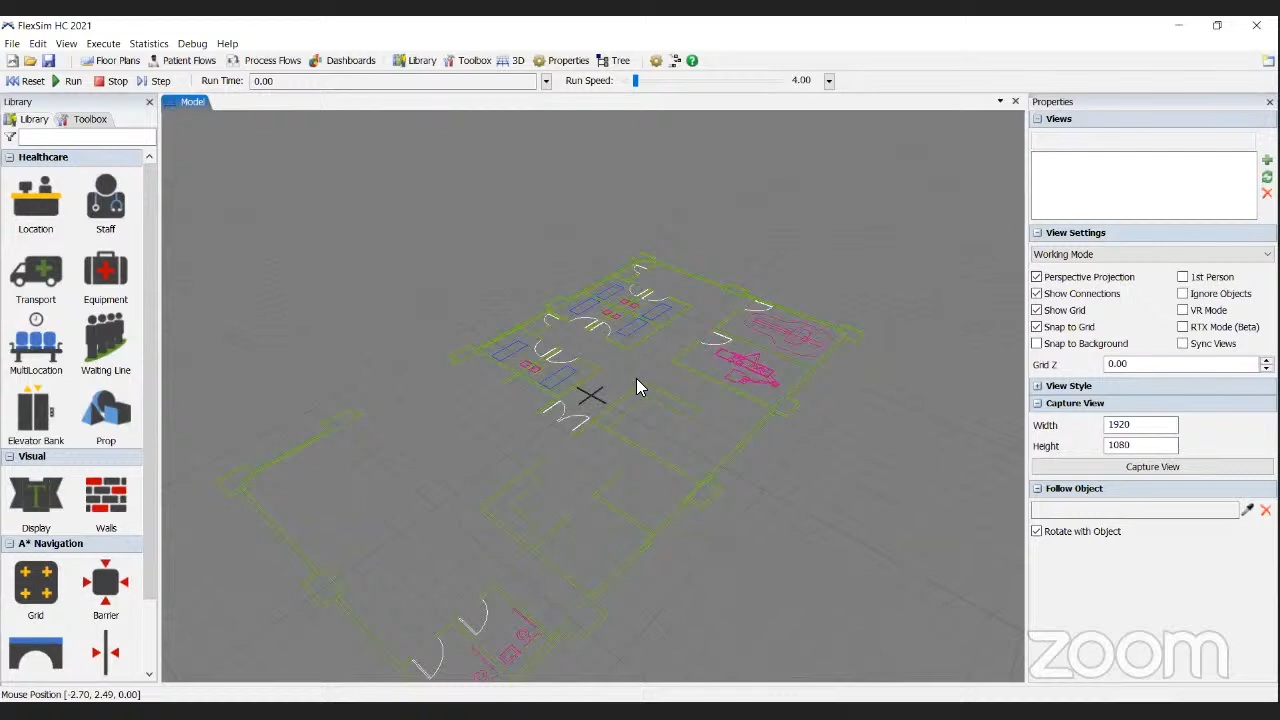 FlexSim HC 2021
File Edit View Execute Statistics Debug Help
Floor Plans Patient Flows Process Flows Dashboards Library Toolbox 3D Properties Tree
Reset Run Stop Step Run Time: 0.00 Run Speed: 4.00
Library
Model
Properties
Library Toolbox
Views
Healthcare
Location Staff
Transport Equipment
MultiLocation Waiting Line
Elevator Bank Prop
Visual
Display Walls
A* Navigation
Grid Barrier
View Settings
Working Mode
Perspective Projection 1st Person
Show Connections Ignore Objects
Show Grid VR Mode
Snap to Grid RTX Mode (Beta)
Snap to Background Sync Views
Grid Z 0.00
View Style
Capture View
Width 1920
Height 1080
Capture View
Follow Object
Rotate with Object
zoom
Mouse Position [-2.70, 2.49, 0.00]